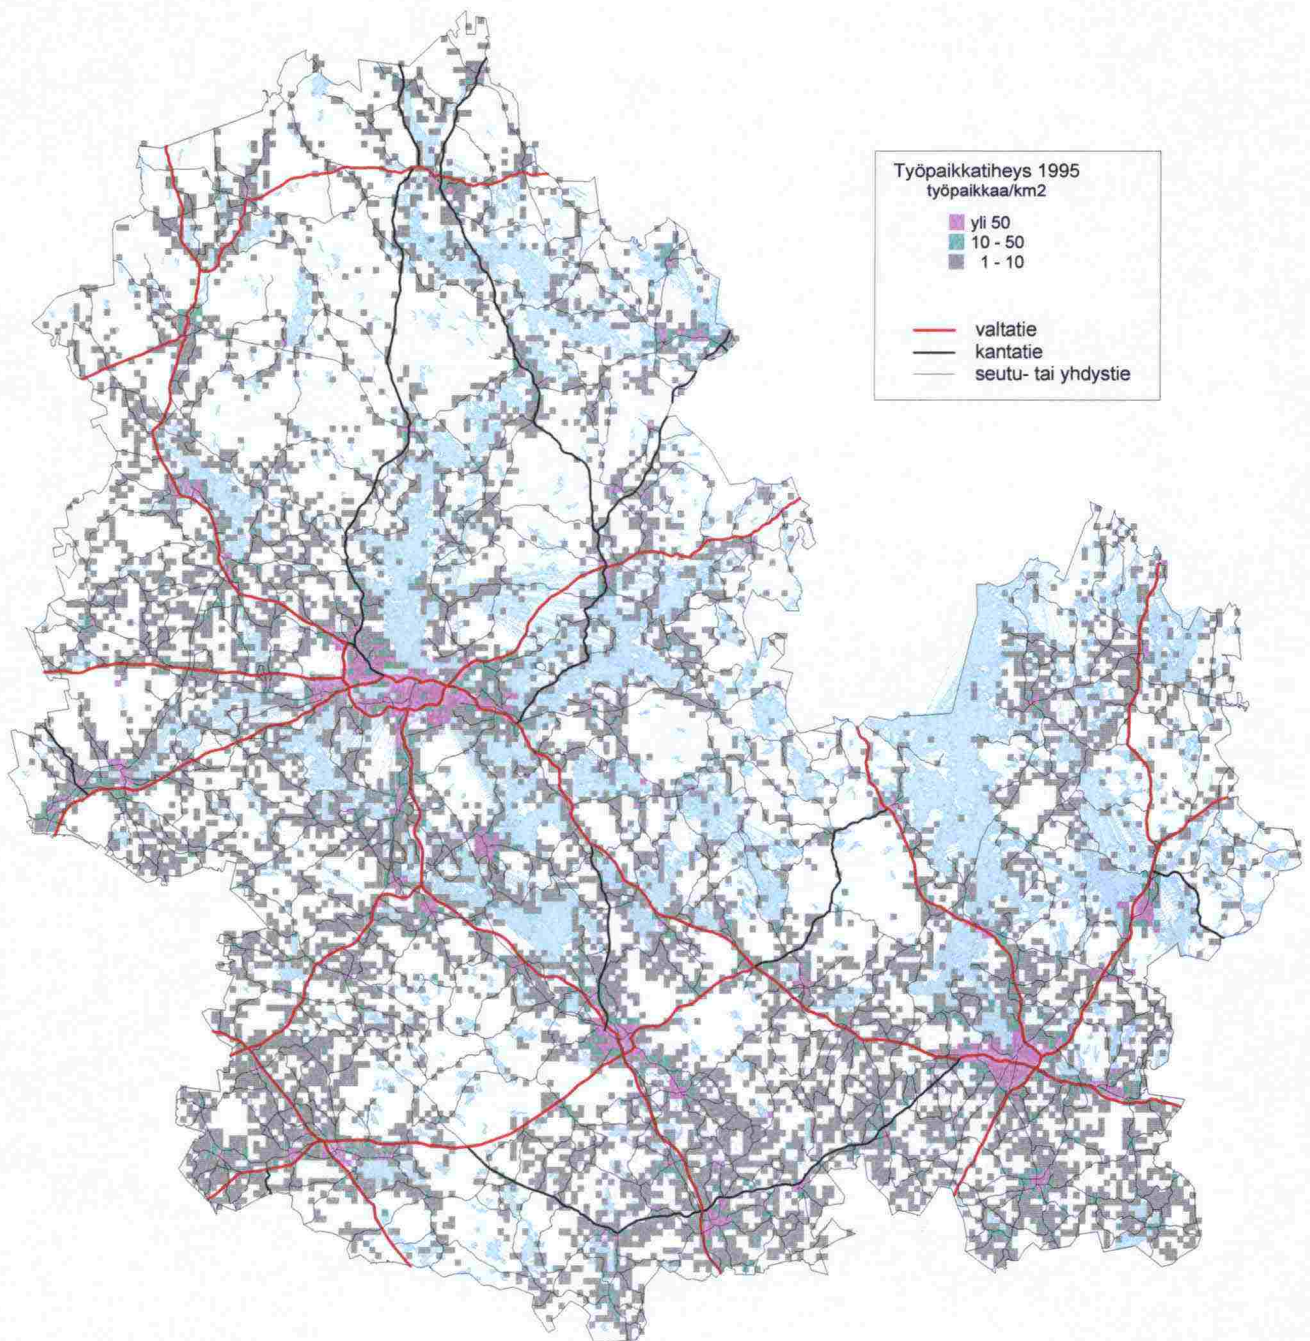 Työpaikkatiheys 1995
työpaikkaa/km2
yli 50
10 - 50
1 - 10
valtatie
kantatie
seutu- tai yhdystie